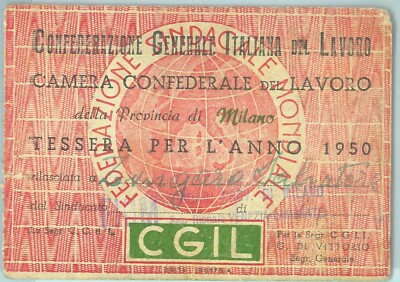 CONFEDERAZIONE GENERALE ITALIANA DEL LAVORO
FEDERAZIONE SINDACALE MONDIALE
CAMERA CONFEDERALE DEL LAVORO
della Provincia di Milano
TESSERA PER L'ANNO 1950
rilasciata a
del Sindacato di
Per la Segr. C.G.I.L.
G. DI VITTORIO
Segr. Generale
CGIL